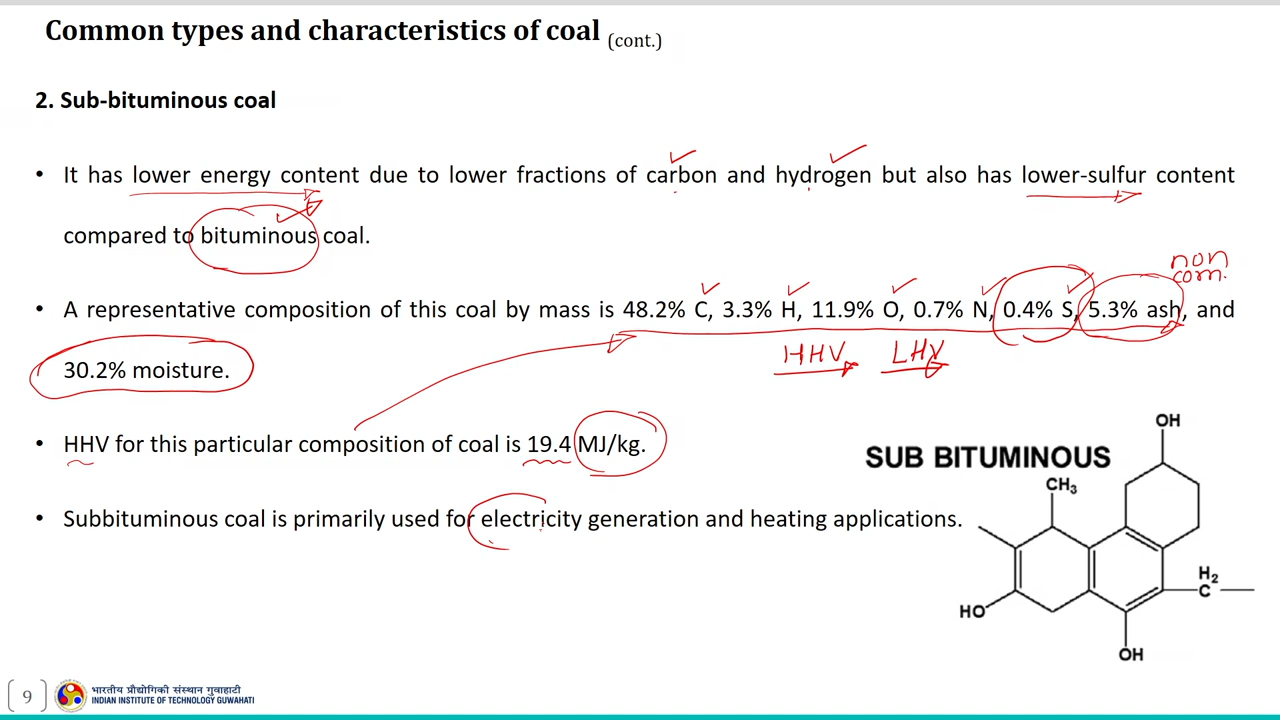 Common types and characteristics of coal (cont.)
2. Sub-bituminous coal
• It has lower energy content due to lower fractions of carbon and hydrogen but also has lower-sulfur content
compared to bituminous coal.
non
com.
• A representative composition of this coal by mass is 48.2% C, 3.3% H, 11.9% O, 0.7% N, 0.4% S, 5.3% ash, and
HHV LHV
30.2% moisture.
• HHV for this particular composition of coal is 19.4 MJ/kg.
• Subbituminous coal is primarily used for electricity generation and heating applications.
SUB BITUMINOUS
OH
CH3
H2
C
HO
OH
9
भारतीय प्रौद्योगिकी संस्थान गुवाहाटी
INDIAN INSTITUTE OF TECHNOLOGY GUWAHATI